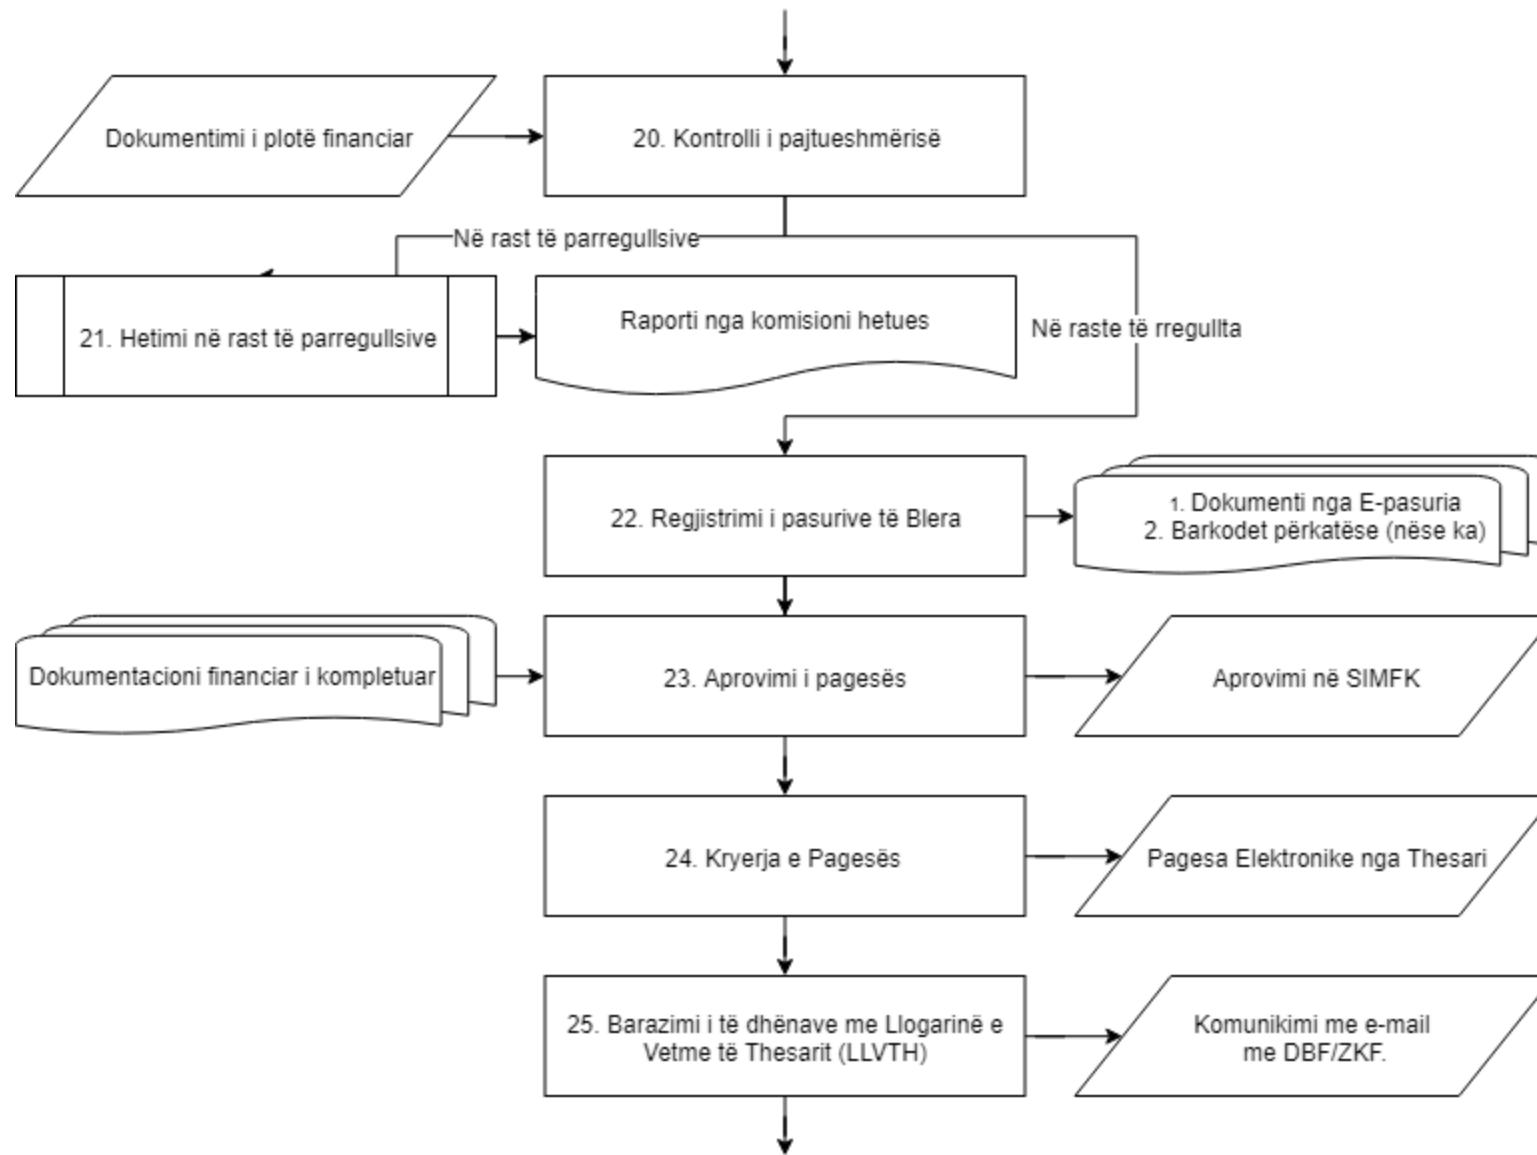 Dokumentimi i plotë financiar
20. Kontrolli i pajtueshmërisë
Në rast të parregullsive
21. Hetimi në rast të parregullsive
Raporti nga komisioni hetues
Në raste të rregullta
22. Regjistrimi i pasurive të Blera
1. Dokumenti nga E-pasuria
2. Barkodet përkatëse (nëse ka)
Dokumentacioni financiar i kompletuar
23. Aprovimi i pagesës
Aprovimi në SIMFK
24. Kryerja e Pagesës
Pagesa Elektronike nga Thesari
25. Barazimi i të dhënave me Llogarinë e
Vetme të Thesarit (LLVTH)
Komunikimi me e-mail
me DBF/ZKF.